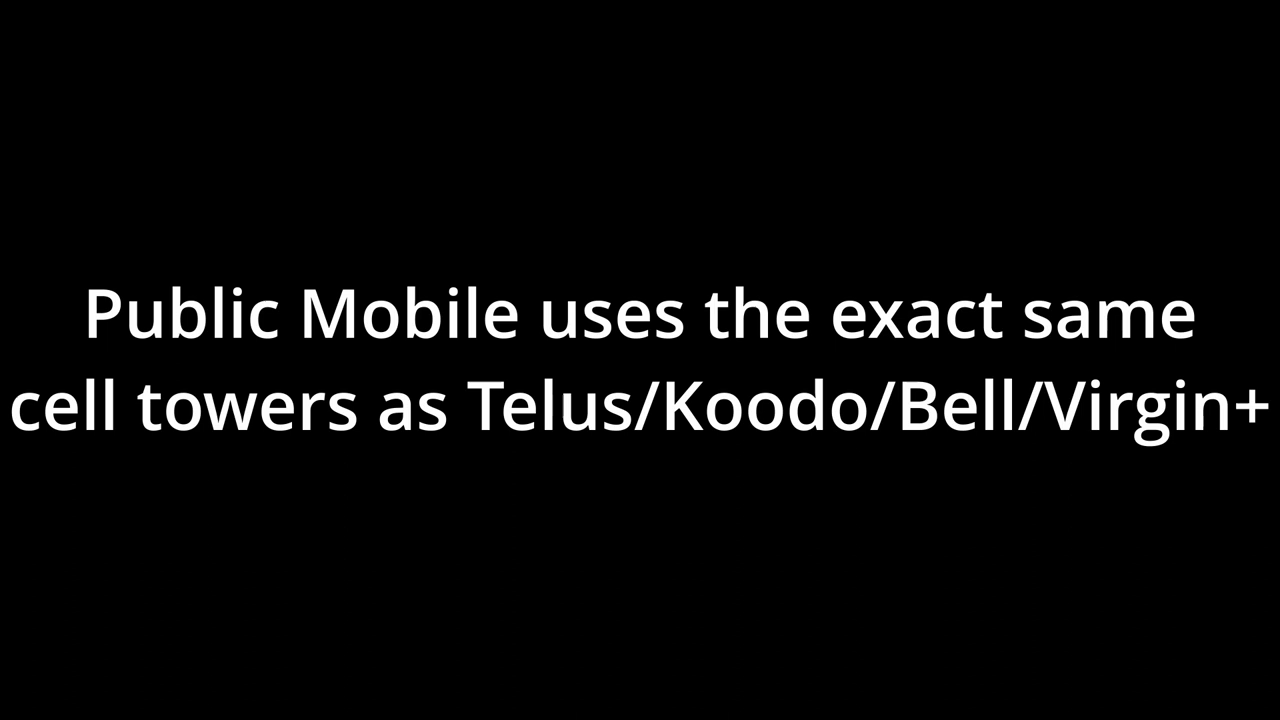 Public Mobile uses the exact same
cell towers as Telus/Koodo/Bell/Virgin+